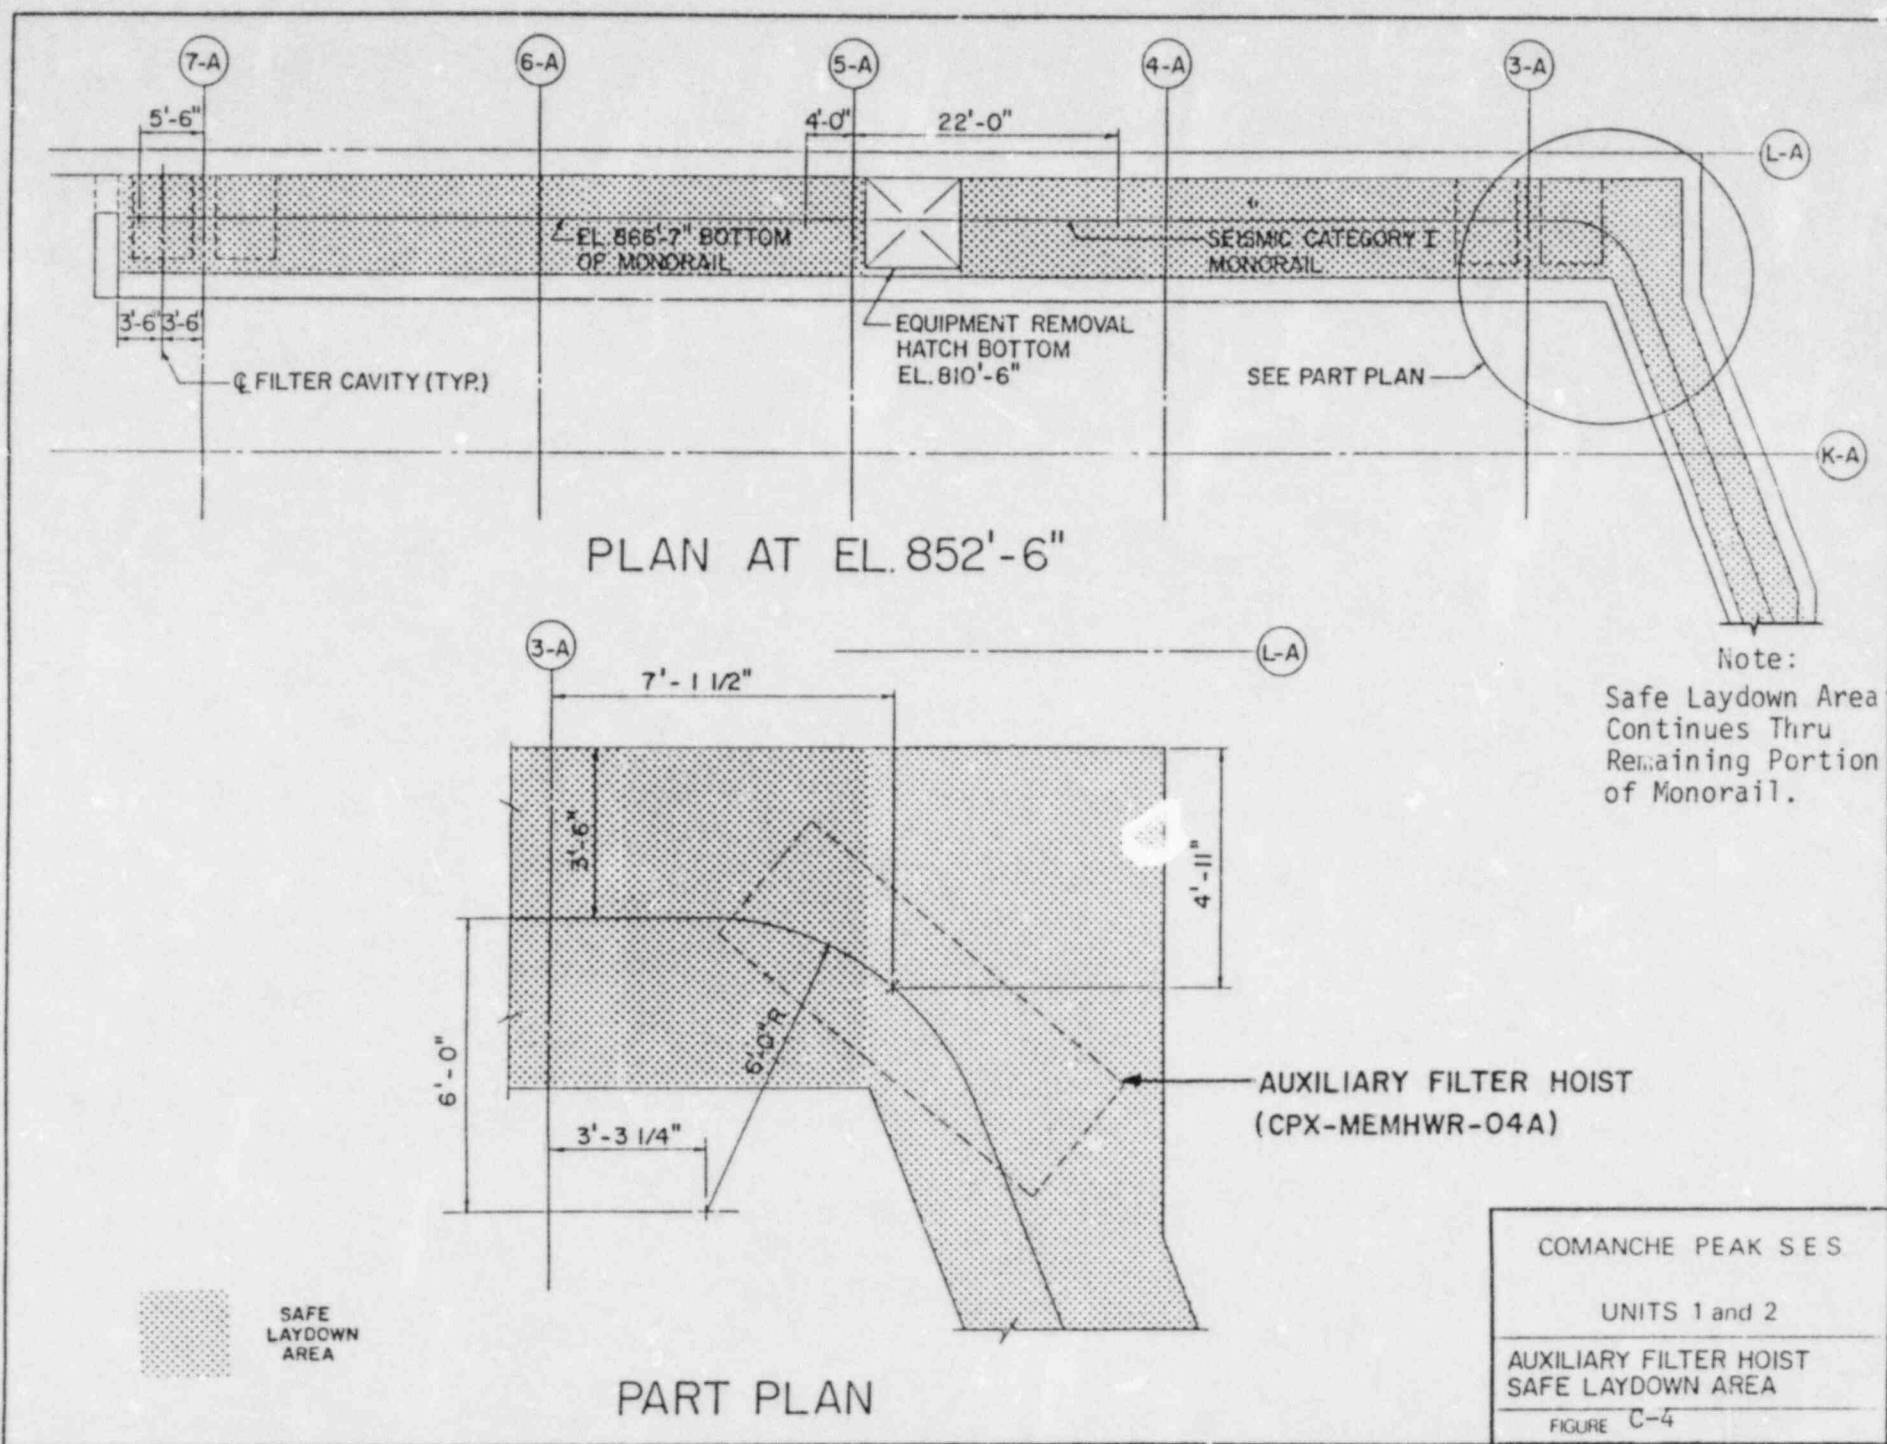 7-A
6-A
5-A
4-A
3-A
5'-6"
4'-0"
22'-0"
L-A
EL. 866'-7" BOTTOM
OF MONORAIL
SEISMIC CATEGORY I
MONORAIL
3'-6" 3'-6"
EQUIPMENT REMOVAL
HATCH BOTTOM
EL. 810'-6"
℄ FILTER CAVITY (TYP.)
SEE PART PLAN
K-A
PLAN AT EL. 852'-6"
3-A
L-A
7'-1 1/2"
Note:
Safe Laydown Area
Continues Thru
Remaining Portion
of Monorail.
3'-6"
4'-11"
6'-0"
6'-0" R
3'-3 1/4"
AUXILIARY FILTER HOIST
(CPX-MEMHWR-04A)
SAFE
LAYDOWN
AREA
PART PLAN
COMANCHE PEAK S E S
UNITS 1 and 2
AUXILIARY FILTER HOIST
SAFE LAYDOWN AREA
FIGURE C-4